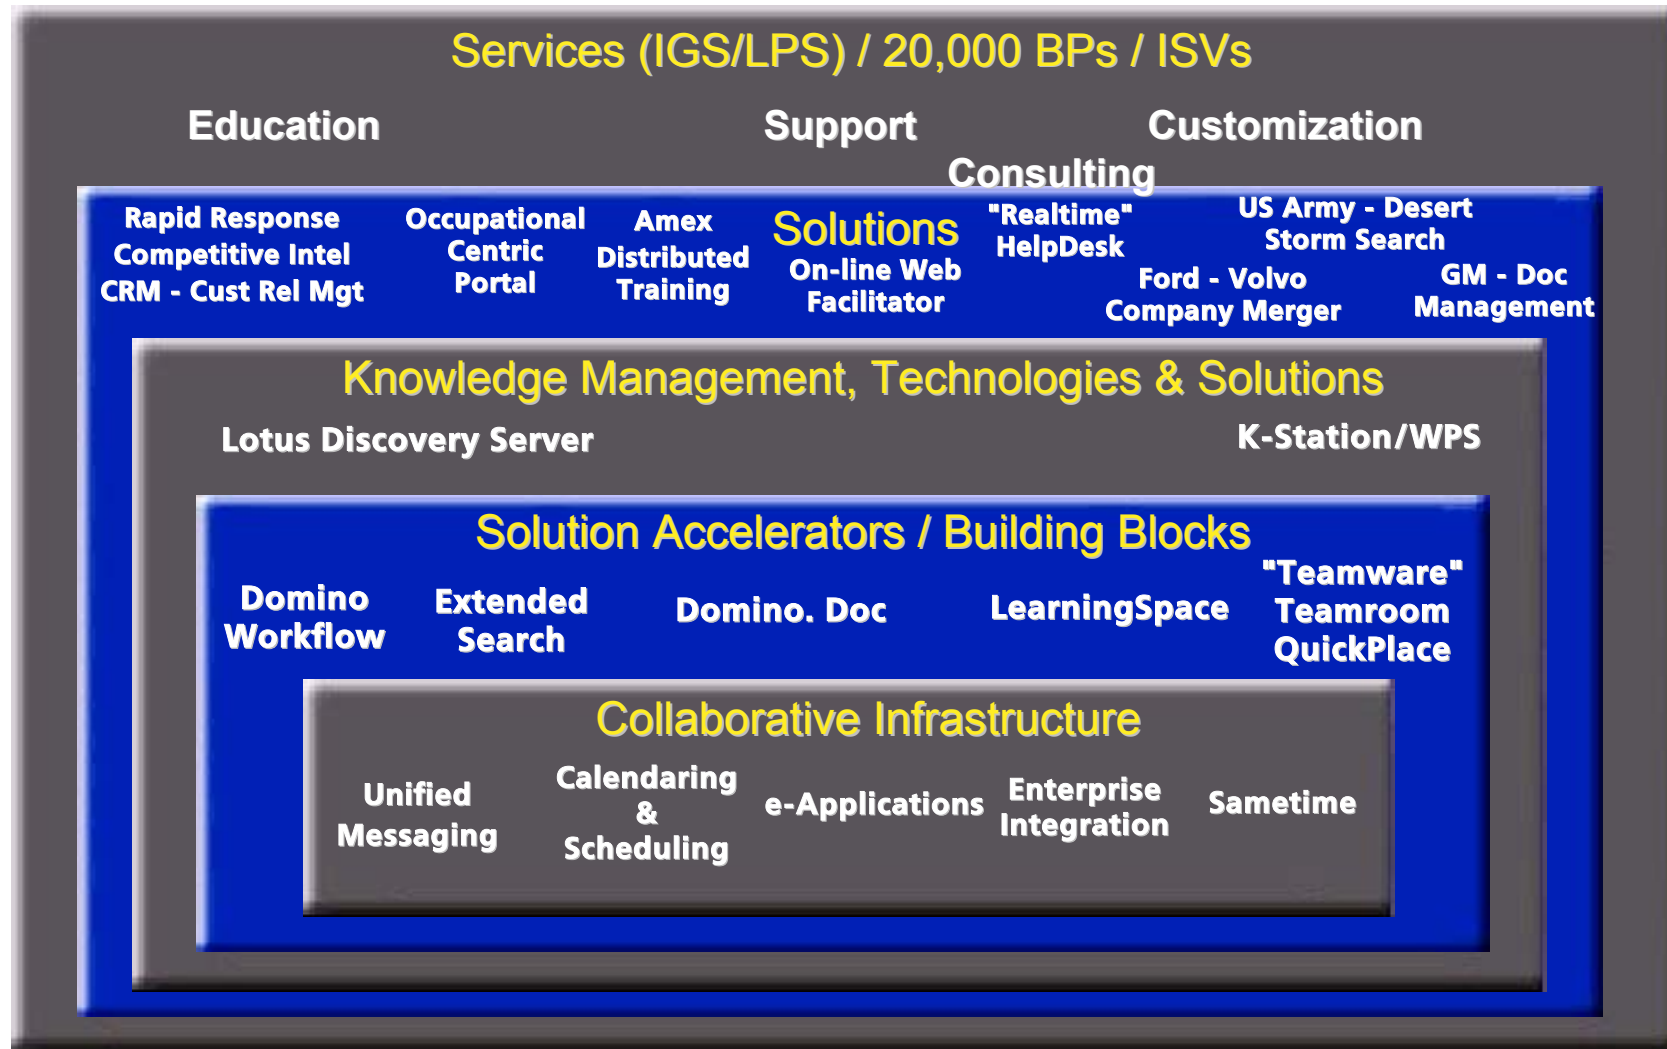 Services (IGS/LPS) / 20,000 BPs / ISVs
Education
Support
Customization
Consulting
Rapid Response
Competitive Intel
CRM - Cust Rel Mgt
Occupational
Centric
Portal
Amex
Distributed
Training
Solutions
On-line Web
Facilitator
"Realtime"
HelpDesk
US Army - Desert
Storm Search
Ford - Volvo
Company Merger
GM - Doc
Management
Knowledge Management, Technologies & Solutions
Lotus Discovery Server
K-Station/WPS
Solution Accelerators / Building Blocks
Domino
Workflow
Extended
Search
Domino. Doc
LearningSpace
"Teamware"
Teamroom
QuickPlace
Collaborative Infrastructure
Unified
Messaging
Calendaring
&
Scheduling
e-Applications
Enterprise
Integration
Sametime